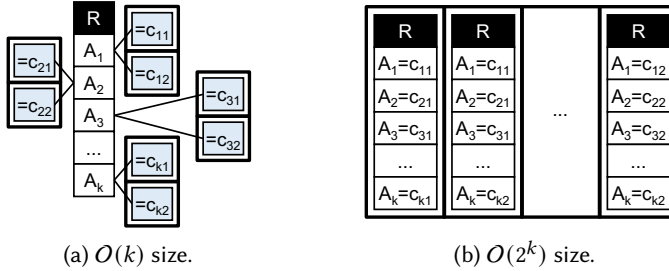 R
A₁
A₂
A₃
...
Aₖ
=c₂₁
=c₂₂
=c₁₁
=c₁₂
=c₃₁
=c₃₂
=cₖ₁
=cₖ₂
(a) O(k) size.
R R R
A₁=c₁₁ A₁=c₁₁ A₁=c₁₂
A₂=c₂₁ A₂=c₂₁ A₂=c₂₂
A₃=c₃₁ A₃=c₃₁ ... A₃=c₃₂
... ... ...
Aₖ=cₖ₁ Aₖ=cₖ₂ Aₖ=cₖ₂
(b) O(2ᵏ) size.